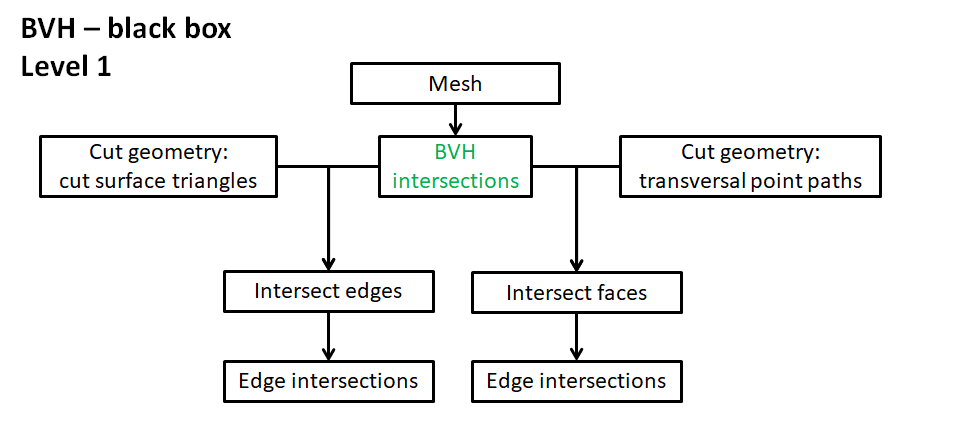 BVH – black box
Level 1
Mesh
Cut geometry:
cut surface triangles
BVH
intersections
Cut geometry:
transversal point paths
Intersect edges
Intersect faces
Edge intersections
Edge intersections